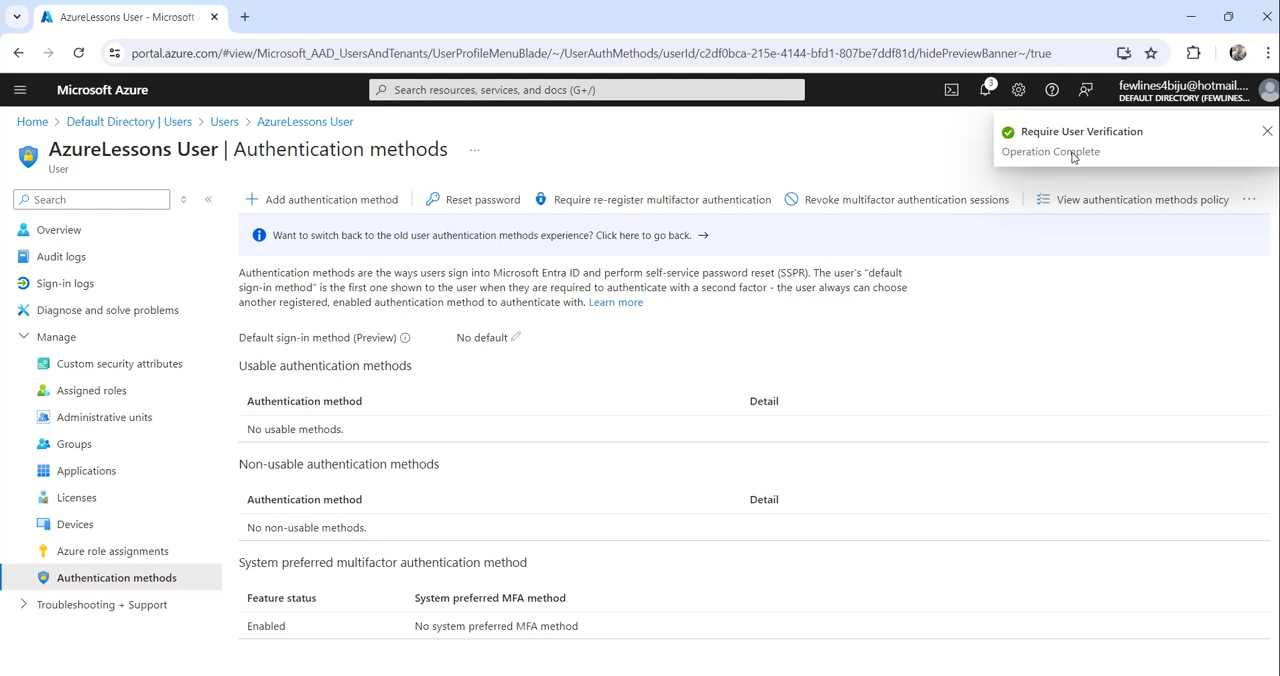 AzureLessons User - Microsoft
portal.azure.com/#view/Microsoft_AAD_UsersAndTenants/UserProfileMenuBlade/~/UserAuthMethods/userId/c2df0bca-215e-4144-bfd1-807be7ddf81d/hidePreviewBanner~/true
Microsoft Azure
Search resources, services, and docs (G+/)
3
fewlines4biju@hotmail....
DEFAULT DIRECTORY (FEWLINES...
Home > Default Directory | Users > Users > AzureLessons User
AzureLessons User | Authentication methods ...
User
Require User Verification
Operation Complete
Search
Add authentication method
Reset password
Require re-register multifactor authentication
Revoke multifactor authentication sessions
View authentication methods policy
...
Want to switch back to the old user authentication methods experience? Click here to go back. →
Overview
Audit logs
Sign-in logs
Diagnose and solve problems
Manage
Custom security attributes
Assigned roles
Administrative units
Groups
Applications
Licenses
Devices
Azure role assignments
Authentication methods
Troubleshooting + Support
Authentication methods are the ways users sign into Microsoft Entra ID and perform self-service password reset (SSPR). The user's "default
sign-in method" is the first one shown to the user when they are required to authenticate with a second factor - the user always can choose
another registered, enabled authentication method to authenticate with. Learn more
Default sign-in method (Preview) No default
Usable authentication methods
Authentication method Detail
No usable methods.
Non-usable authentication methods
Authentication method Detail
No non-usable methods.
System preferred multifactor authentication method
Feature status System preferred MFA method
Enabled No system preferred MFA method